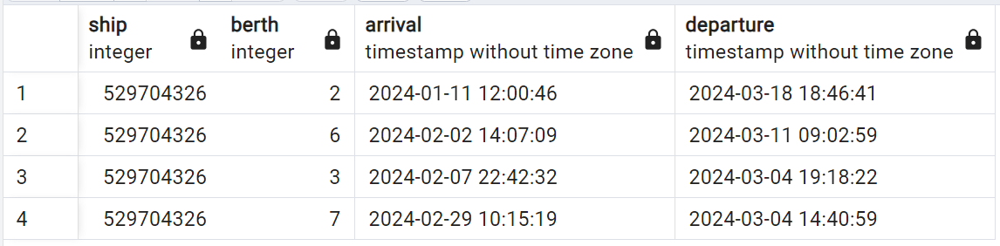 ship berth arrival departure
integer integer timestamp without time zone timestamp without time zone
1 529704326 2 2024-01-11 12:00:46 2024-03-18 18:46:41
2 529704326 6 2024-02-02 14:07:09 2024-03-11 09:02:59
3 529704326 3 2024-02-07 22:42:32 2024-03-04 19:18:22
4 529704326 7 2024-02-29 10:15:19 2024-03-04 14:40:59